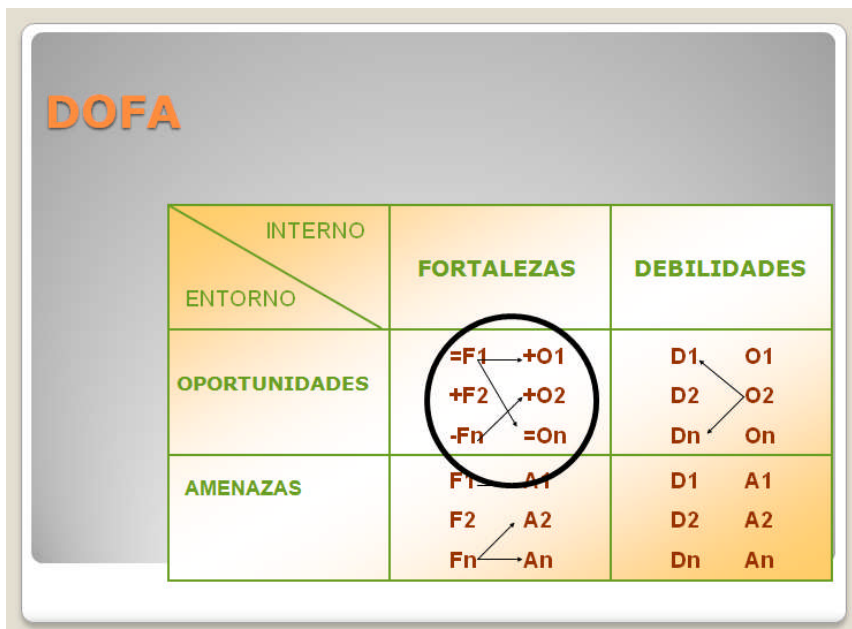 DOFA
INTERNO
ENTORNO
FORTALEZAS
DEBILIDADES
OPORTUNIDADES
=F1 +O1
+F2 +O2
-Fn =On
D1 O1
D2 O2
Dn On
AMENAZAS
F1 A1
F2 A2
Fn An
D1 A1
D2 A2
Dn An